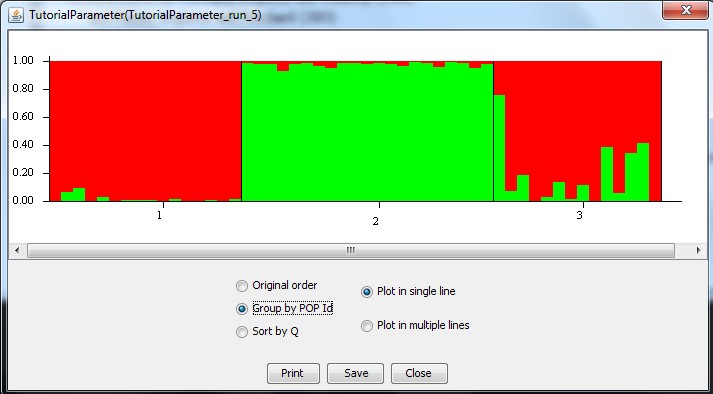 TutorialParameter(TutorialParameter_run_5)
1.00
0.80
0.60
0.40
0.20
0.00
1
2
3
Original order
Group by POP Id
Sort by Q
Plot in single line
Plot in multiple lines
Print
Save
Close